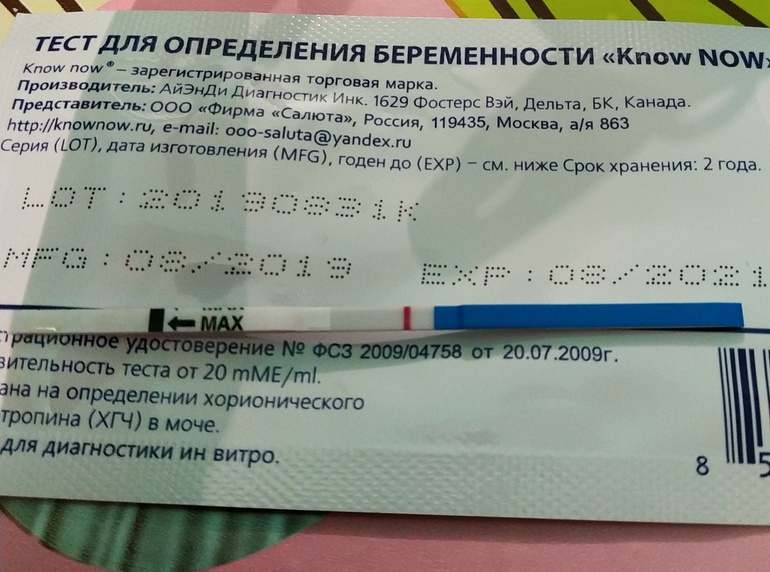 ТЕСТ ДЛЯ ОПРЕДЕЛЕНИЯ БЕРЕМЕННОСТИ «Know NOW»
Know now® – зарегистрированная торговая марка.
Производитель: АйЭнДи Диагностик Инк. 1629 Фостерс Вэй, Дельта, БК, Канада.
Представитель: ООО «Фирма «Салюта», Россия, 119435, Москва, а/я 863
http://knownow.ru, e-mail: ooo-saluta@yandex.ru
Серия (LOT), дата изготовления (MFG), годен до (EXP) – см. ниже Срок хранения: 2 года.
LOT:20190831K
MFG:08/2019 EXP:08/2021
MAX
трационное удостоверение № ФСЗ 2009/04758 от 20.07.2009г.
вительность теста от 20 mME/ml.
ана на определении хорионического
тропина (ХГЧ) в моче.
для диагностики ин витро.
8 5